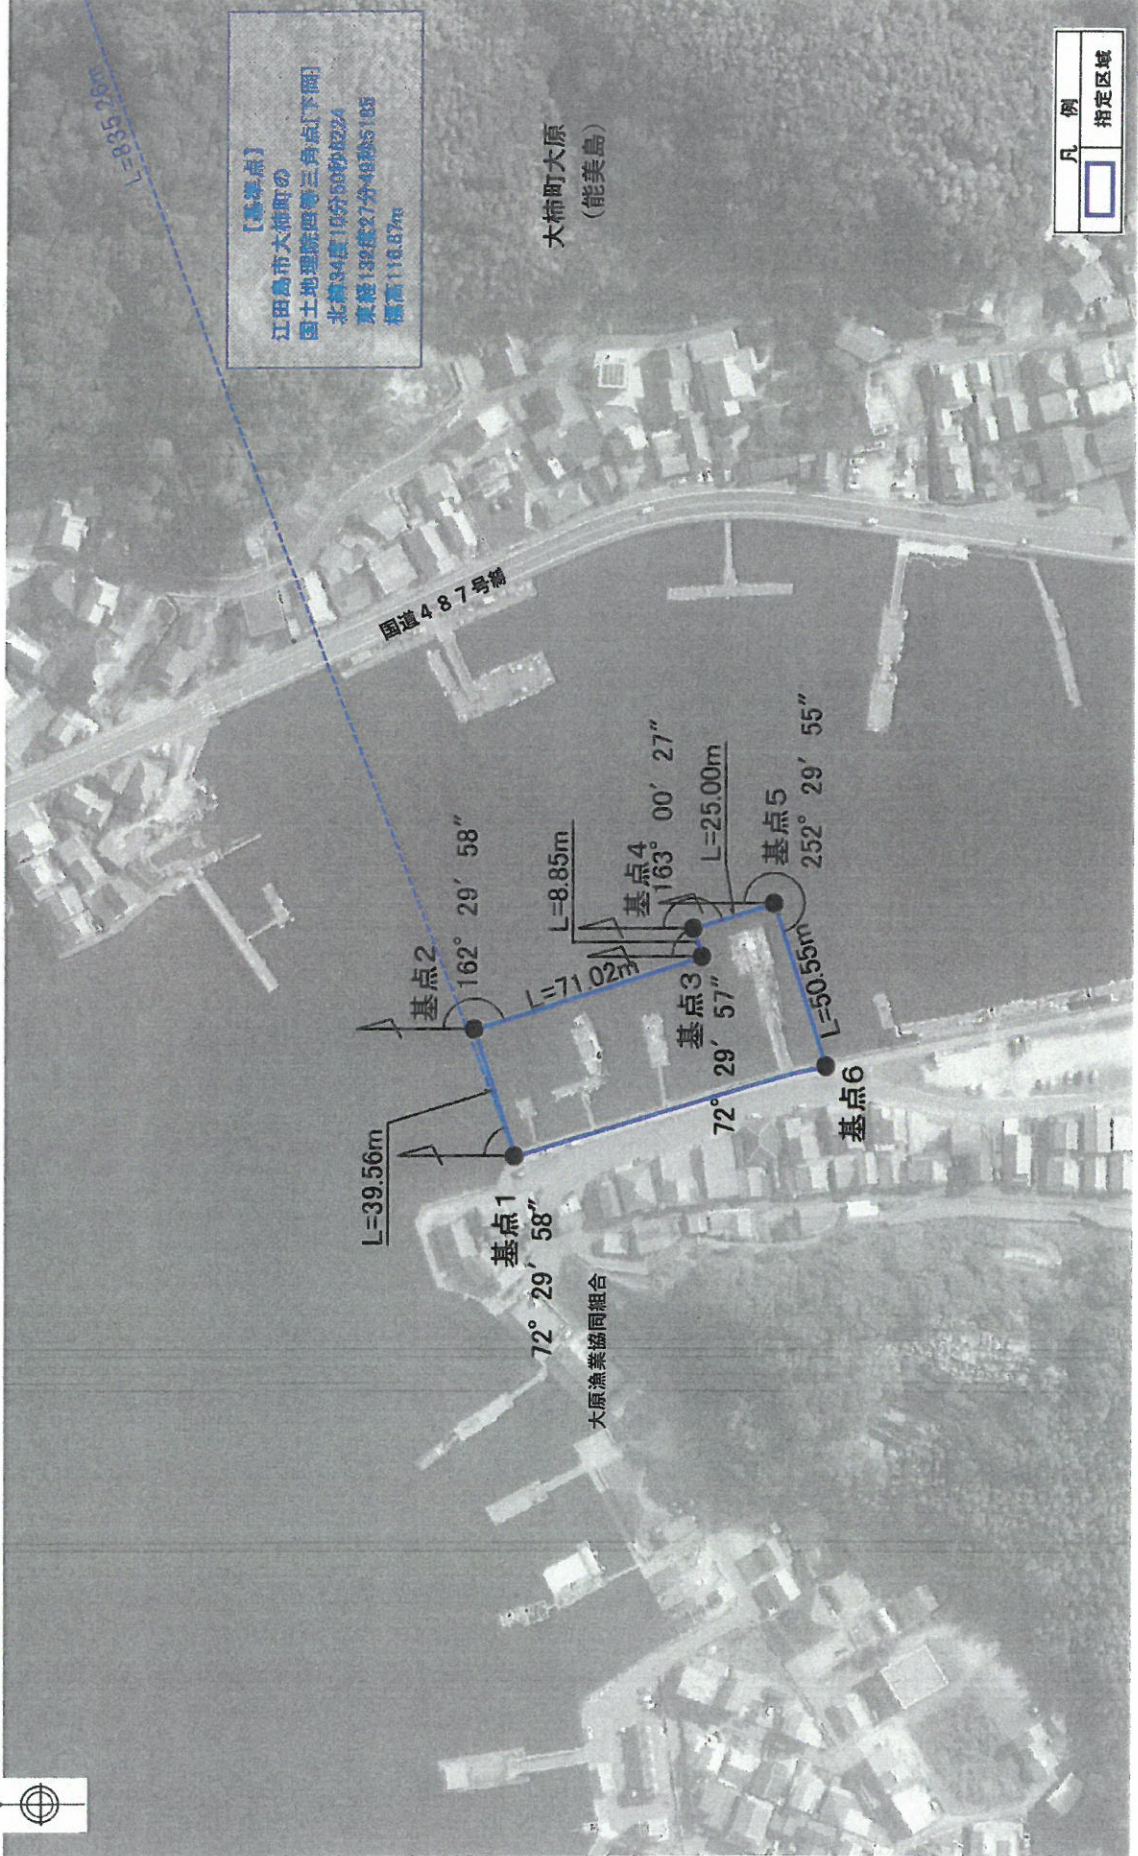 L=835.26m
【基準点】
江田島市大柿町の
国土地理院四等三角点[下岡]
標高116.87m
大柿町大原
(能美島)
凡 例
指定区域
国道487号線
基点2
162° 29′ 58″
L=39.56m
基点1
72° 29′ 58″
L=71.02m
L=8.85m
基点4
163° 00′ 27″
L=25.00m
基点3
72° 29′ 57″
基点5
252° 29′ 55″
L=50.55m
基点6
大原漁業協同組合